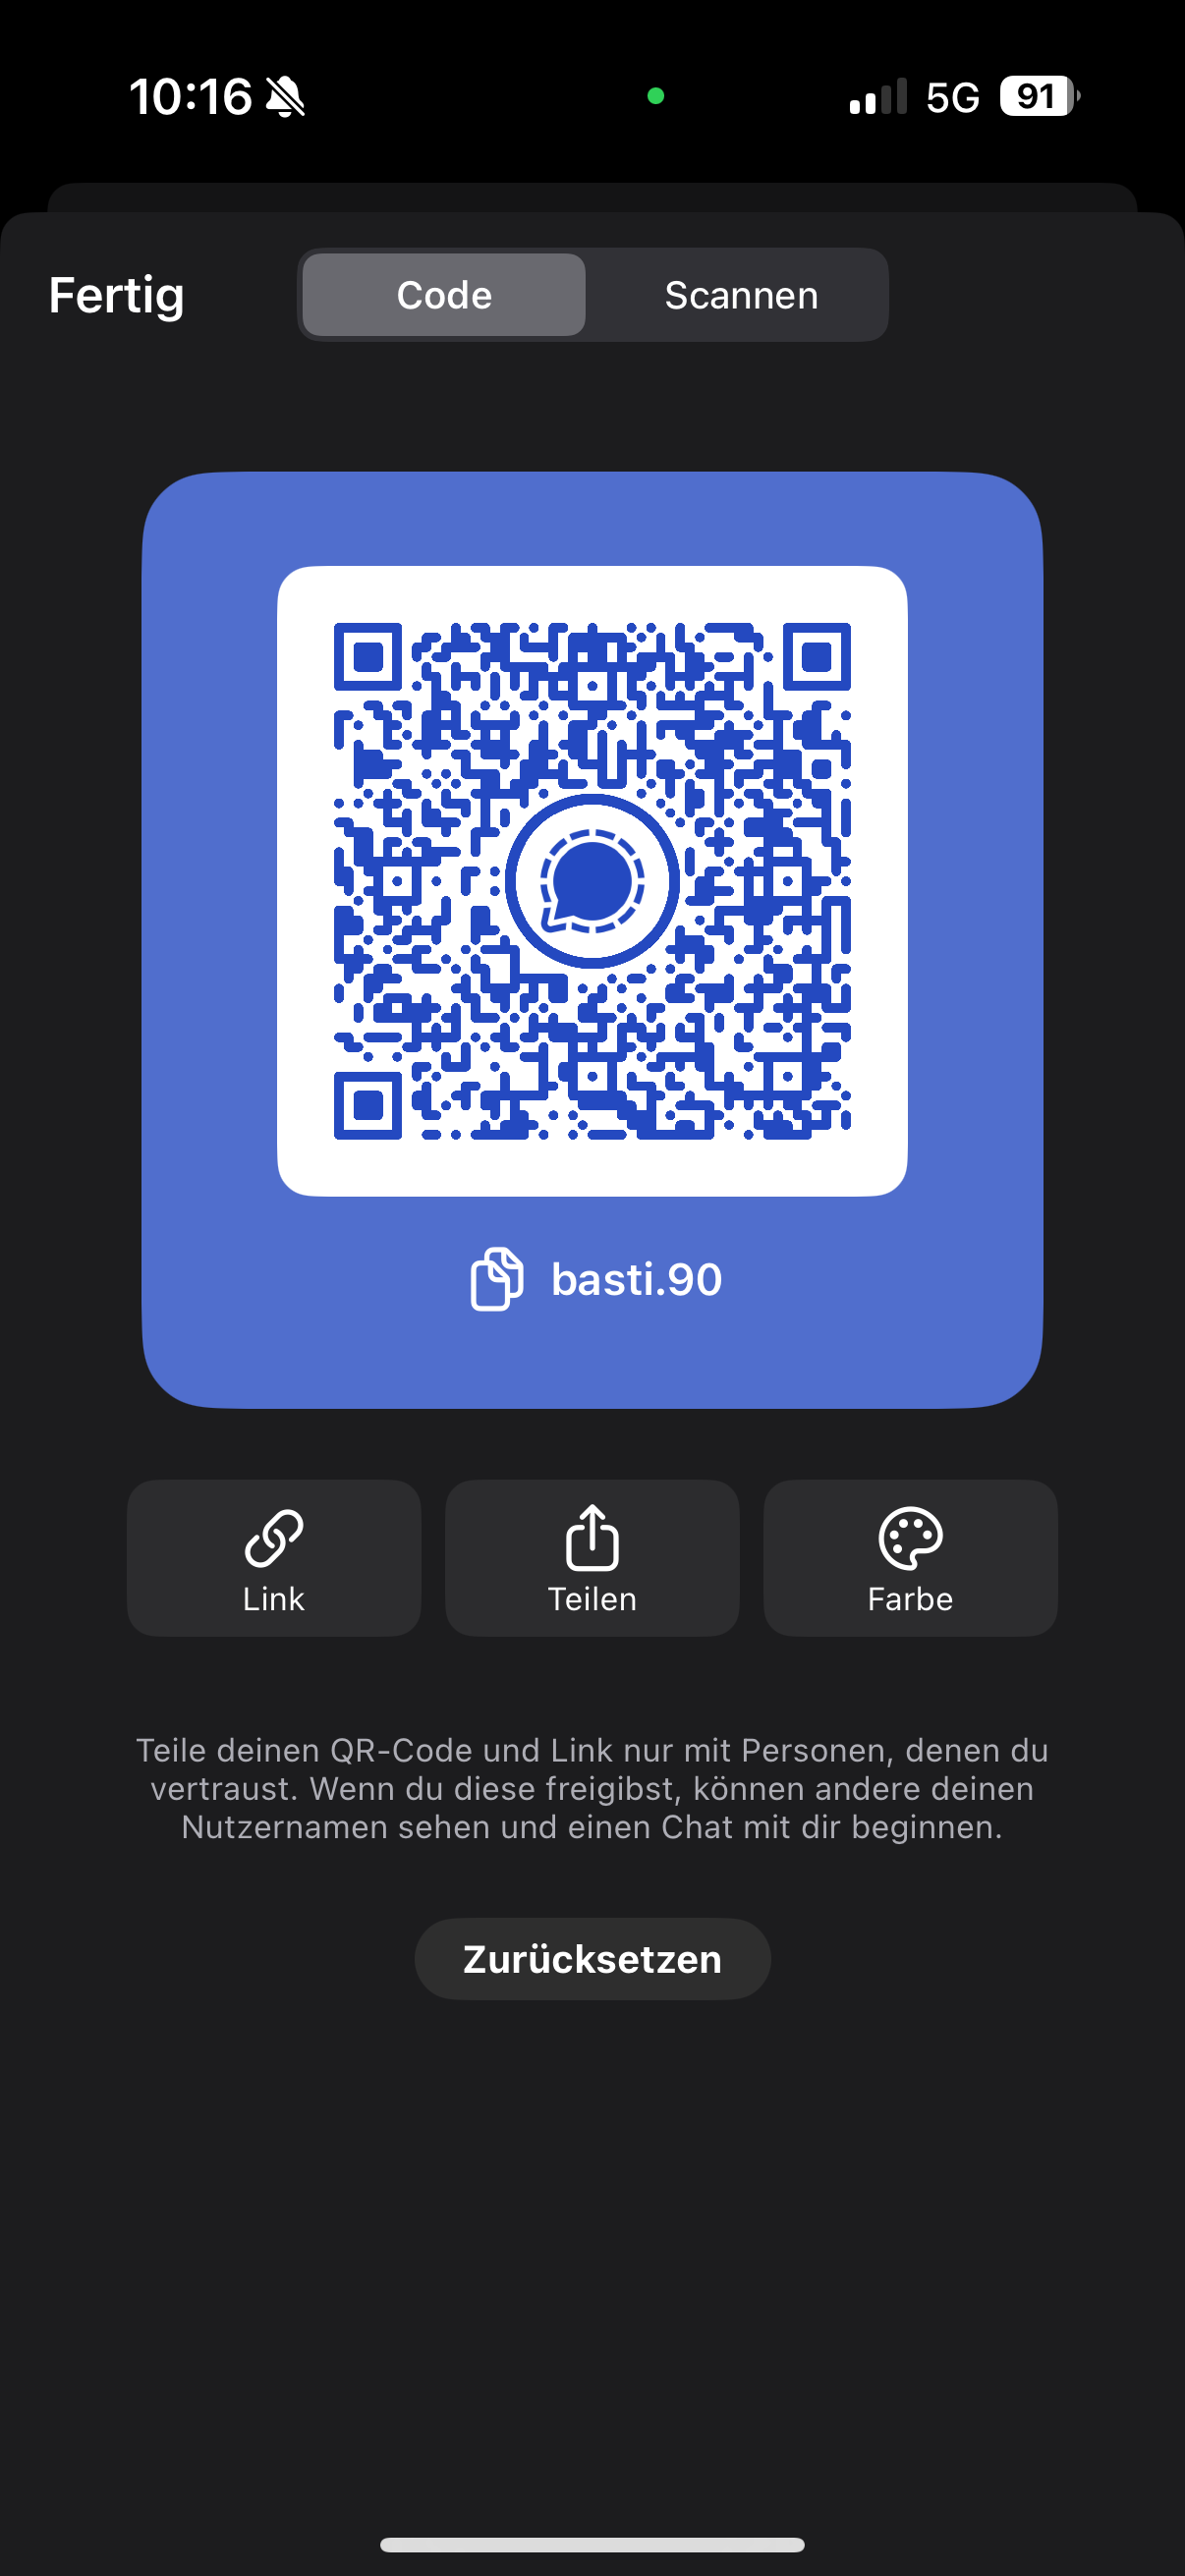 10:16
5G
91
Fertig
Code
Scannen
basti.90
Link
Teilen
Farbe
Teile deinen QR-Code und Link nur mit Personen, denen du
vertraust. Wenn du diese freigibst, können andere deinen
Nutzernamen sehen und einen Chat mit dir beginnen.
Zurücksetzen